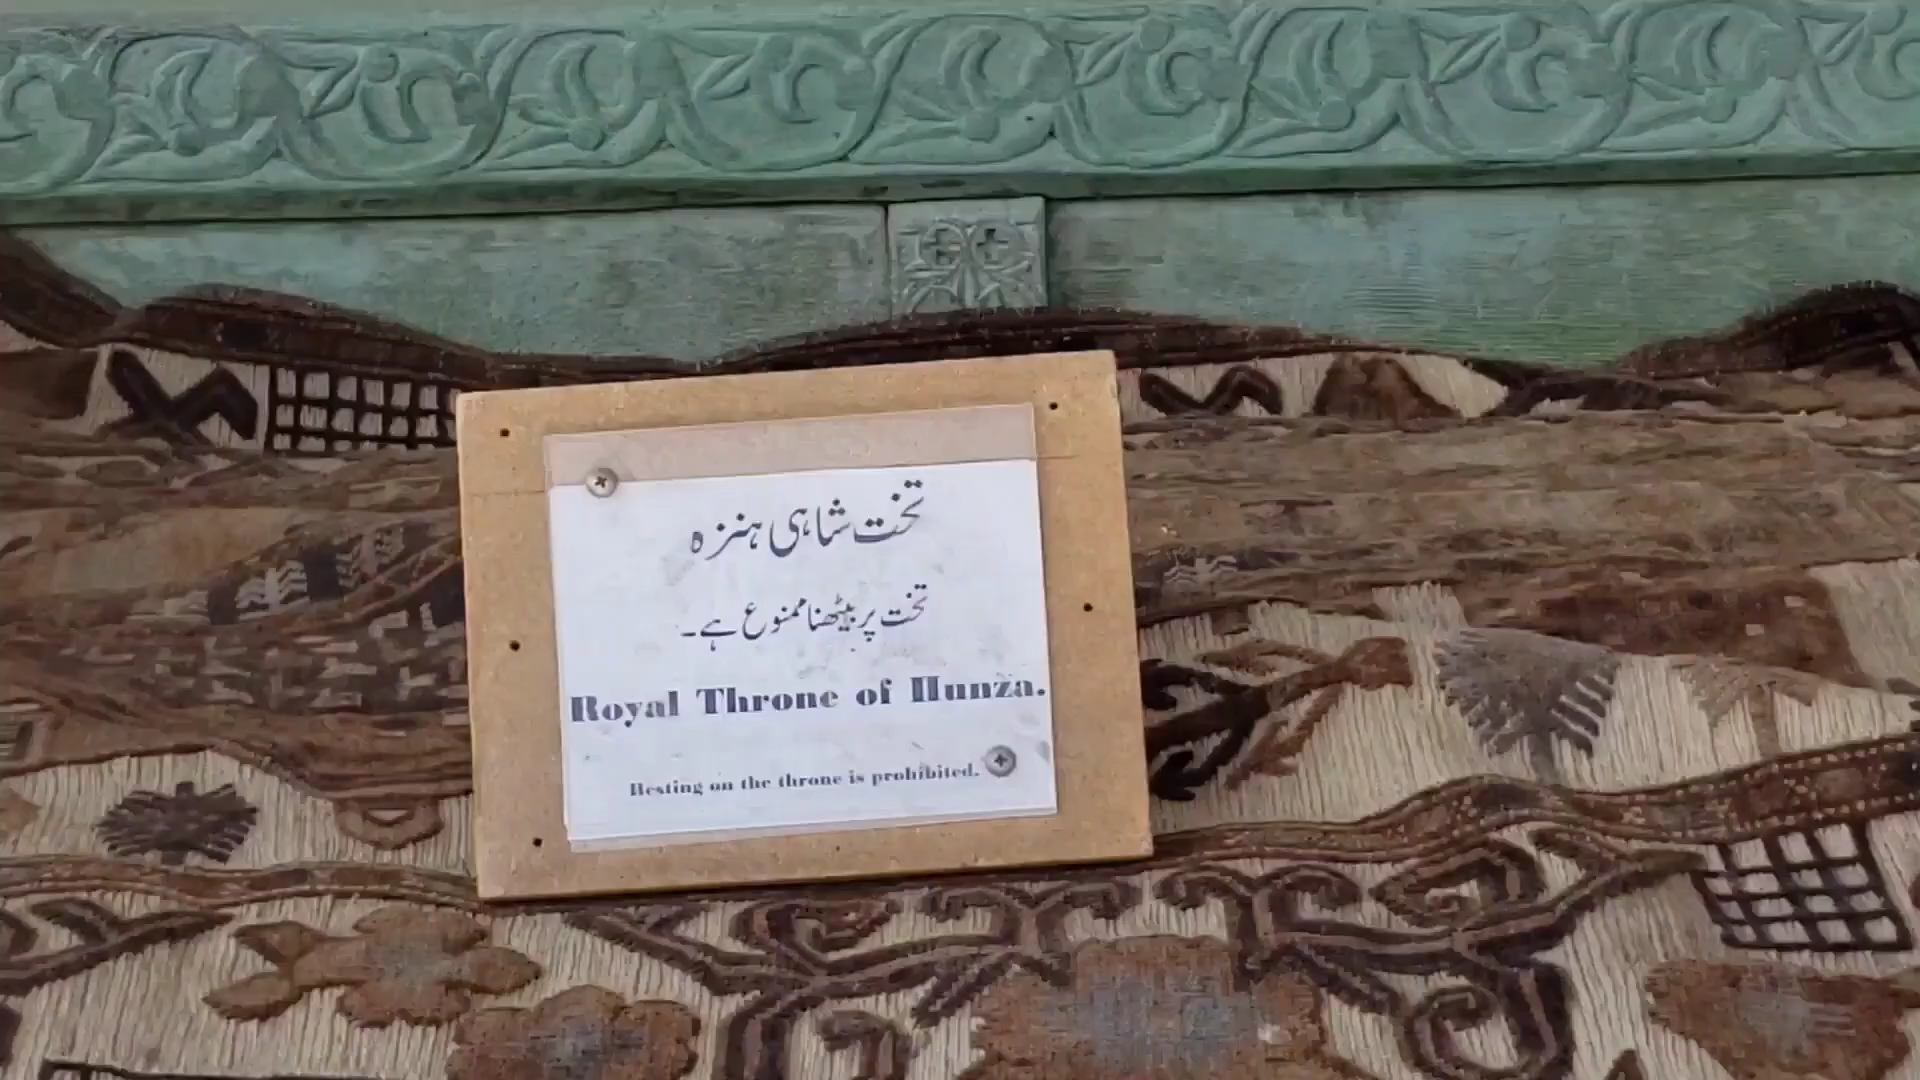 تخت شاہی ہنزہ
تخت پر بیٹھنا ممنوع ہے۔
Royal Throne of Hunza.
Resting on the throne is prohibited.